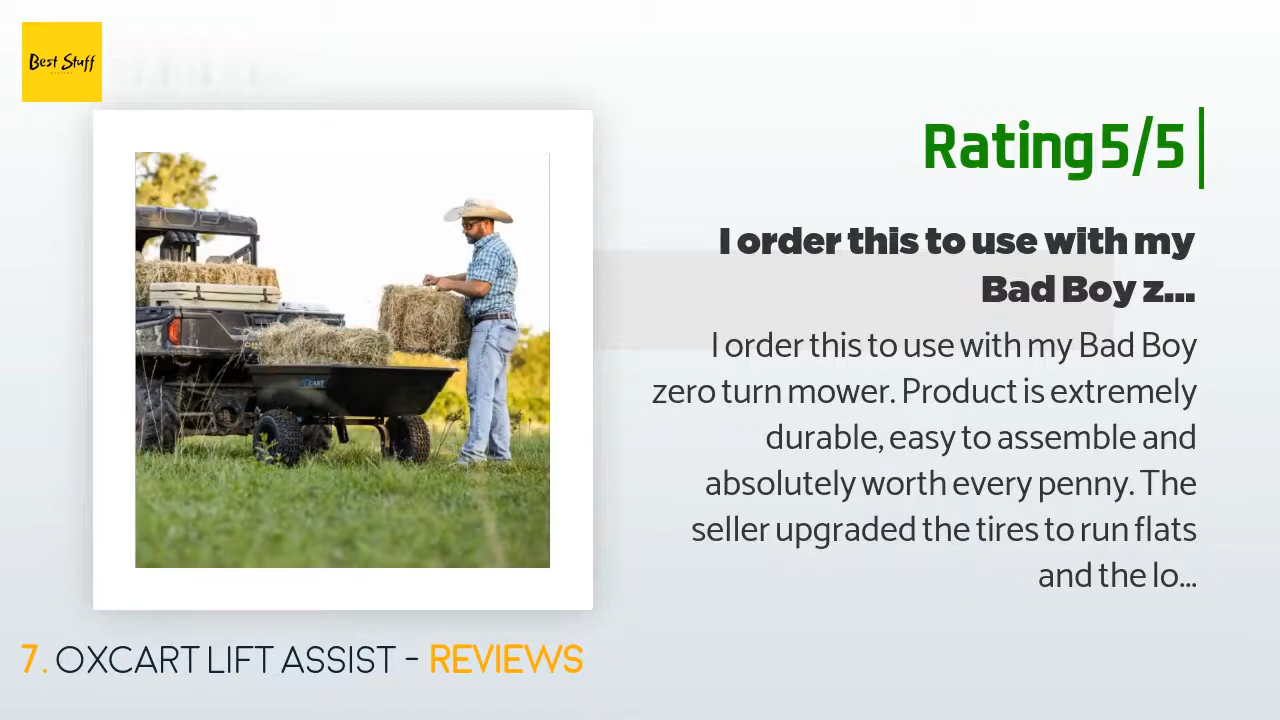 Best Stuff
Rating 5/5
I order this to use with my
Bad Boy z...
I order this to use with my Bad Boy
zero turn mower. Product is extremely
durable, easy to assemble and
absolutely worth every penny. The
seller upgraded the tires to run flats
and the lo...
7. OXCART LIFT ASSIST - REVIEWS